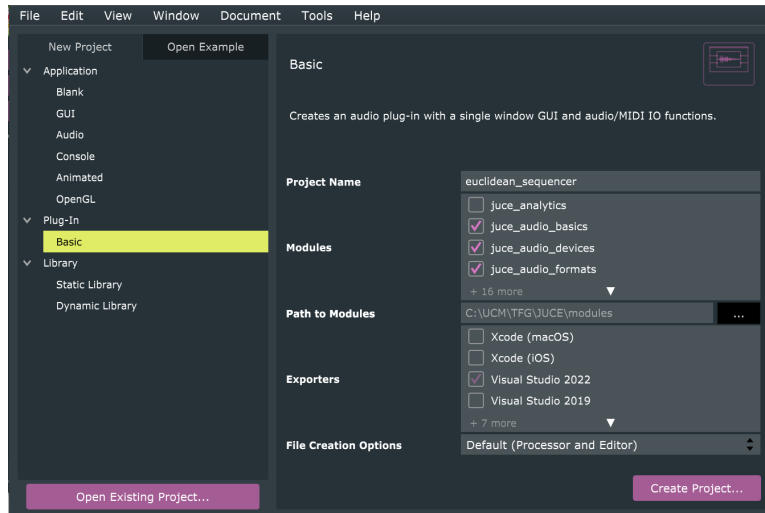 File Edit View Window Document Tools Help
New Project Open Example
Application
Blank
GUI
Audio
Console
Animated
OpenGL
Plug-In
Basic
Library
Static Library
Dynamic Library
Open Existing Project...
Basic
Creates an audio plug-in with a single window GUI and audio/MIDI IO functions.
Project Name euclidean_sequencer
Modules
juce_analytics
juce_audio_basics
juce_audio_devices
juce_audio_formats
+ 16 more
Path to Modules C:\UCM\TFG\JUCE\modules ...
Exporters
Xcode (macOS)
Xcode (iOS)
Visual Studio 2022
Visual Studio 2019
+ 7 more
File Creation Options Default (Processor and Editor)
Create Project...